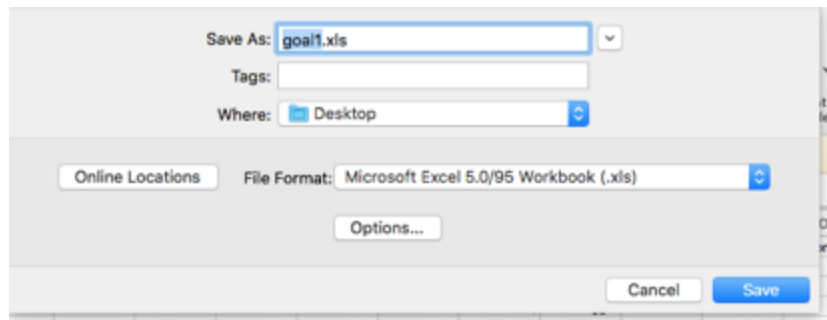 Save As: goal1.xls
Tags:
Where: Desktop
Online Locations File Format: Microsoft Excel 5.0/95 Workbook (.xls)
Options...
Cancel Save